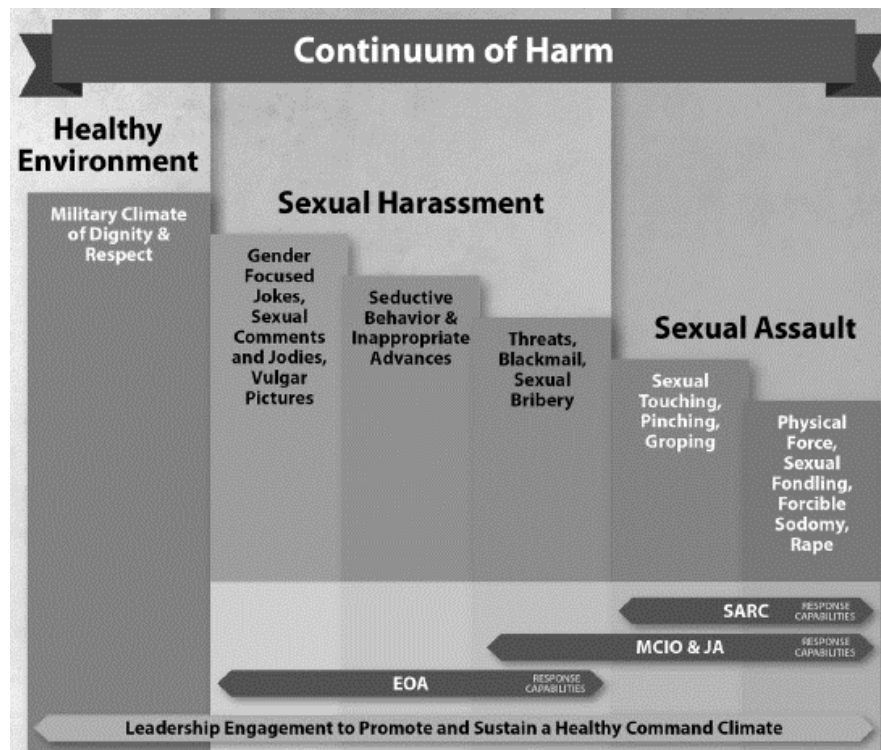 Continuum of Harm
Healthy
Environment
Military Climate
of Dignity &
Respect
Sexual Harassment
Gender
Focused
Jokes,
Sexual
Comments
and Jodies,
Vulgar
Pictures
Seductive
Behavior &
Inappropriate
Advances
Threats,
Blackmail,
Sexual
Bribery
Sexual Assault
Sexual
Touching,
Pinching,
Groping
Physical
Force,
Sexual
Fondling,
Forcible
Sodomy,
Rape
SARC
RESPONSE
CAPABILITIES
MCIO & JA
RESPONSE
CAPABILITIES
EOA
RESPONSE
CAPABILITIES
Leadership Engagement to Promote and Sustain a Healthy Command Climate